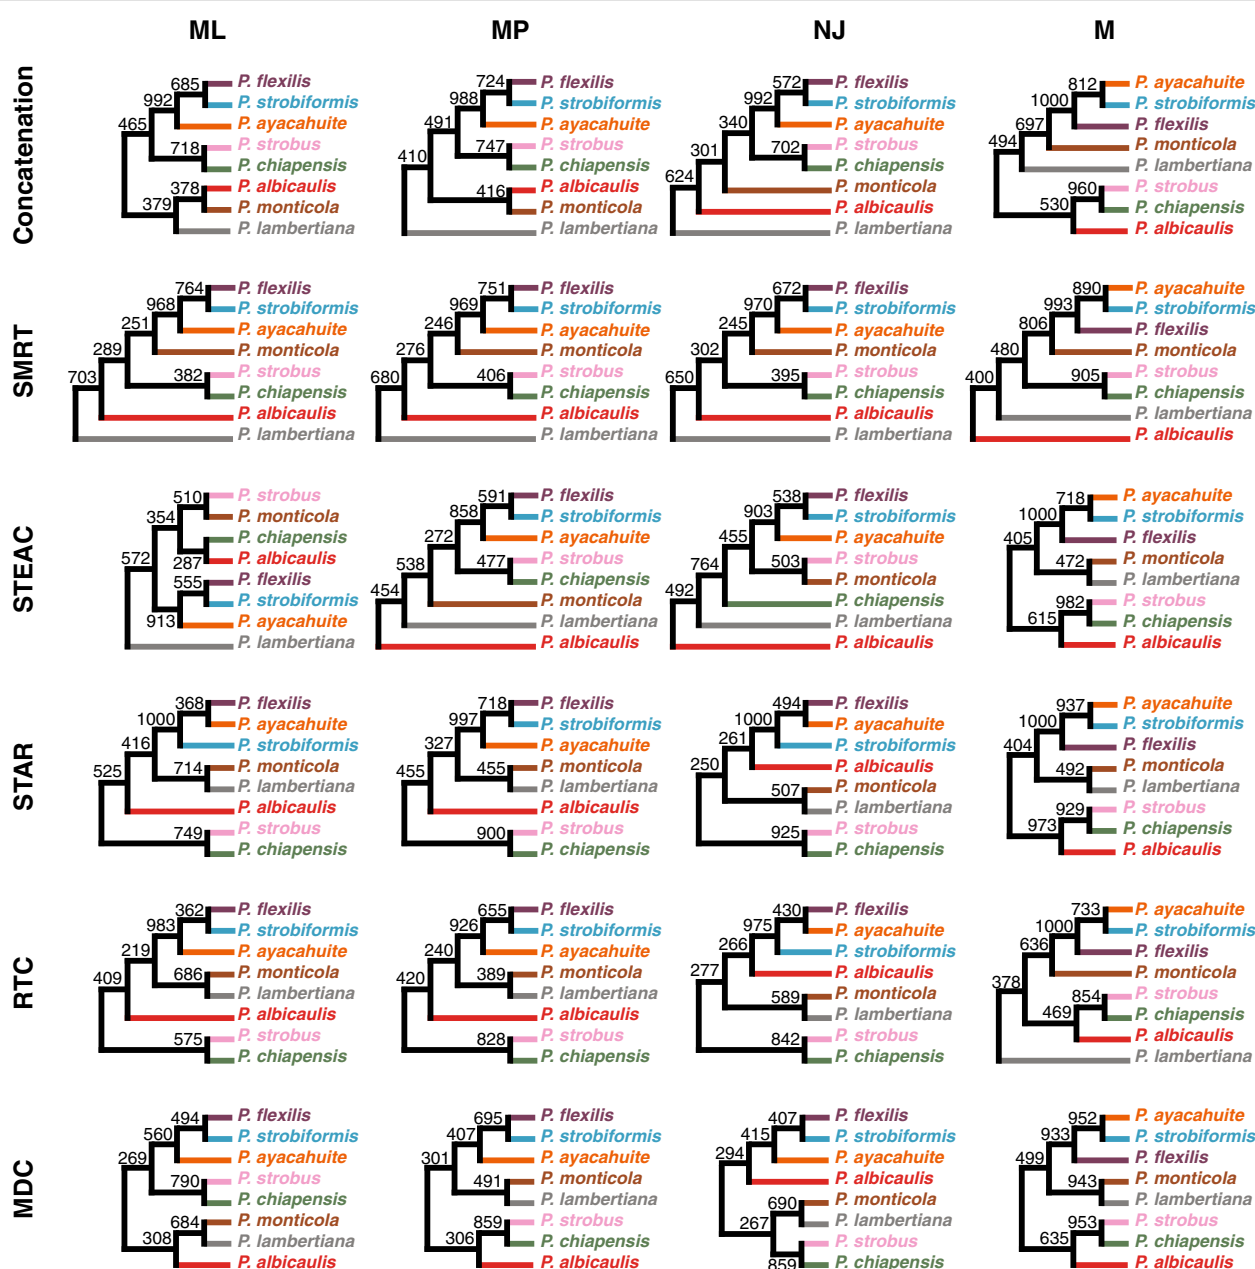 ML MP NJ M
Concatenation
685 P. flexilis
992 P. strobiformis
P. ayacahuite
465
718 P. strobus
P. chiapensis
378 P. albicaulis
379 P. monticola
P. lambertiana
724 P. flexilis
988 P. strobiformis
P. ayacahuite
491
747 P. strobus
P. chiapensis
410
416 P. albicaulis
P. monticola
P. lambertiana
572 P. flexilis
992 P. strobiformis
P. ayacahuite
340
702 P. strobus
P. chiapensis
301
P. monticola
624
P. albicaulis
P. lambertiana
812 P. ayacahuite
1000 P. strobiformis
P. flexilis
697
P. monticola
494
P. lambertiana
960 P. strobus
530 P. chiapensis
P. albicaulis
SMRT
764 P. flexilis
968 P. strobiformis
251 P. ayacahuite
289 P. monticola
703 382 P. strobus
P. chiapensis
P. albicaulis
P. lambertiana
751 P. flexilis
969 P. strobiformis
246 P. ayacahuite
276 P. monticola
680 406 P. strobus
P. chiapensis
P. albicaulis
P. lambertiana
672 P. flexilis
970 P. strobiformis
245 P. ayacahuite
302 P. monticola
650 395 P. strobus
P. chiapensis
P. albicaulis
P. lambertiana
890 P. ayacahuite
993 P. strobiformis
806 P. flexilis
480 P. monticola
400 905 P. strobus
P. chiapensis
P. lambertiana
P. albicaulis
STEAC
510 P. strobus
354 P. monticola
P. chiapensis
572 287 P. albicaulis
555 P. flexilis
P. strobiformis
913 P. ayacahuite
P. lambertiana
591 P. flexilis
858 P. strobiformis
272 P. ayacahuite
538 477 P. strobus
P. chiapensis
454 P. monticola
P. lambertiana
P. albicaulis
538 P. flexilis
903 P. strobiformis
455 P. ayacahuite
764 503 P. strobus
P. monticola
492 P. chiapensis
P. lambertiana
P. albicaulis
718 P. ayacahuite
1000 P. strobiformis
405 P. flexilis
472 P. monticola
P. lambertiana
982 P. strobus
615 P. chiapensis
P. albicaulis
STAR
368 P. flexilis
1000 P. ayacahuite
416 P. strobiformis
525 714 P. monticola
P. lambertiana
P. albicaulis
749 P. strobus
P. chiapensis
718 P. flexilis
997 P. strobiformis
327 P. ayacahuite
455 455 P. monticola
P. lambertiana
P. albicaulis
900 P. strobus
P. chiapensis
494 P. flexilis
1000 P. ayacahuite
261 P. strobiformis
250 P. albicaulis
507 P. monticola
P. lambertiana
925 P. strobus
P. chiapensis
937 P. ayacahuite
1000 P. strobiformis
404 P. flexilis
492 P. monticola
P. lambertiana
929 P. strobus
973 P. chiapensis
P. albicaulis
RTC
362 P. flexilis
983 P. strobiformis
219 P. ayacahuite
409 686 P. monticola
P. lambertiana
P. albicaulis
575 P. strobus
P. chiapensis
655 P. flexilis
926 P. strobiformis
240 P. ayacahuite
420 389 P. monticola
P. lambertiana
P. albicaulis
828 P. strobus
P. chiapensis
430 P. flexilis
975 P. ayacahuite
266 P. strobiformis
277 P. albicaulis
589 P. monticola
P. lambertiana
842 P. strobus
P. chiapensis
733 P. ayacahuite
1000 P. strobiformis
636 P. flexilis
P. monticola
378 854 P. strobus
469 P. chiapensis
P. albicaulis
P. lambertiana
MDC
494 P. flexilis
560 P. strobiformis
269 P. ayacahuite
790 P. strobus
P. chiapensis
684 P. monticola
308 P. lambertiana
P. albicaulis
695 P. flexilis
407 P. strobiformis
301 P. ayacahuite
491 P. monticola
P. lambertiana
859 P. strobus
306 P. chiapensis
P. albicaulis
407 P. flexilis
415 P. strobiformis
294 P. ayacahuite
P. albicaulis
690 P. monticola
267 P. lambertiana
P. strobus
859 P. chiapensis
952 P. ayacahuite
933 P. strobiformis
499 P. flexilis
943 P. monticola
P. lambertiana
953 P. strobus
635 P. chiapensis
P. albicaulis